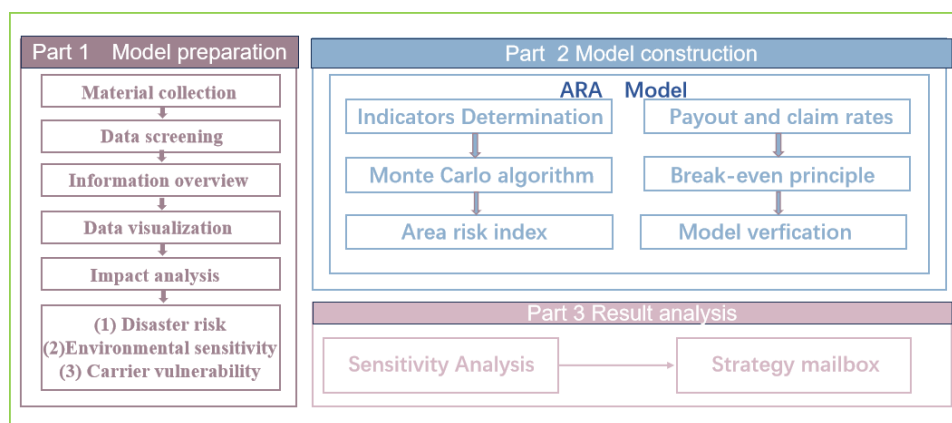 Part 1 Model preparation
Material collection
Data screening
Information overview
Data visualization
Impact analysis
(1) Disaster risk
(2)Environmental sensitivity
(3) Carrier vulnerability
Part 2 Model construction
ARA Model
Indicators Determination
Monte Carlo algorithm
Area risk index
Payout and claim rates
Break-even principle
Model verfication
Part 3 Result analysis
Sensitivity Analysis
Strategy mailbox